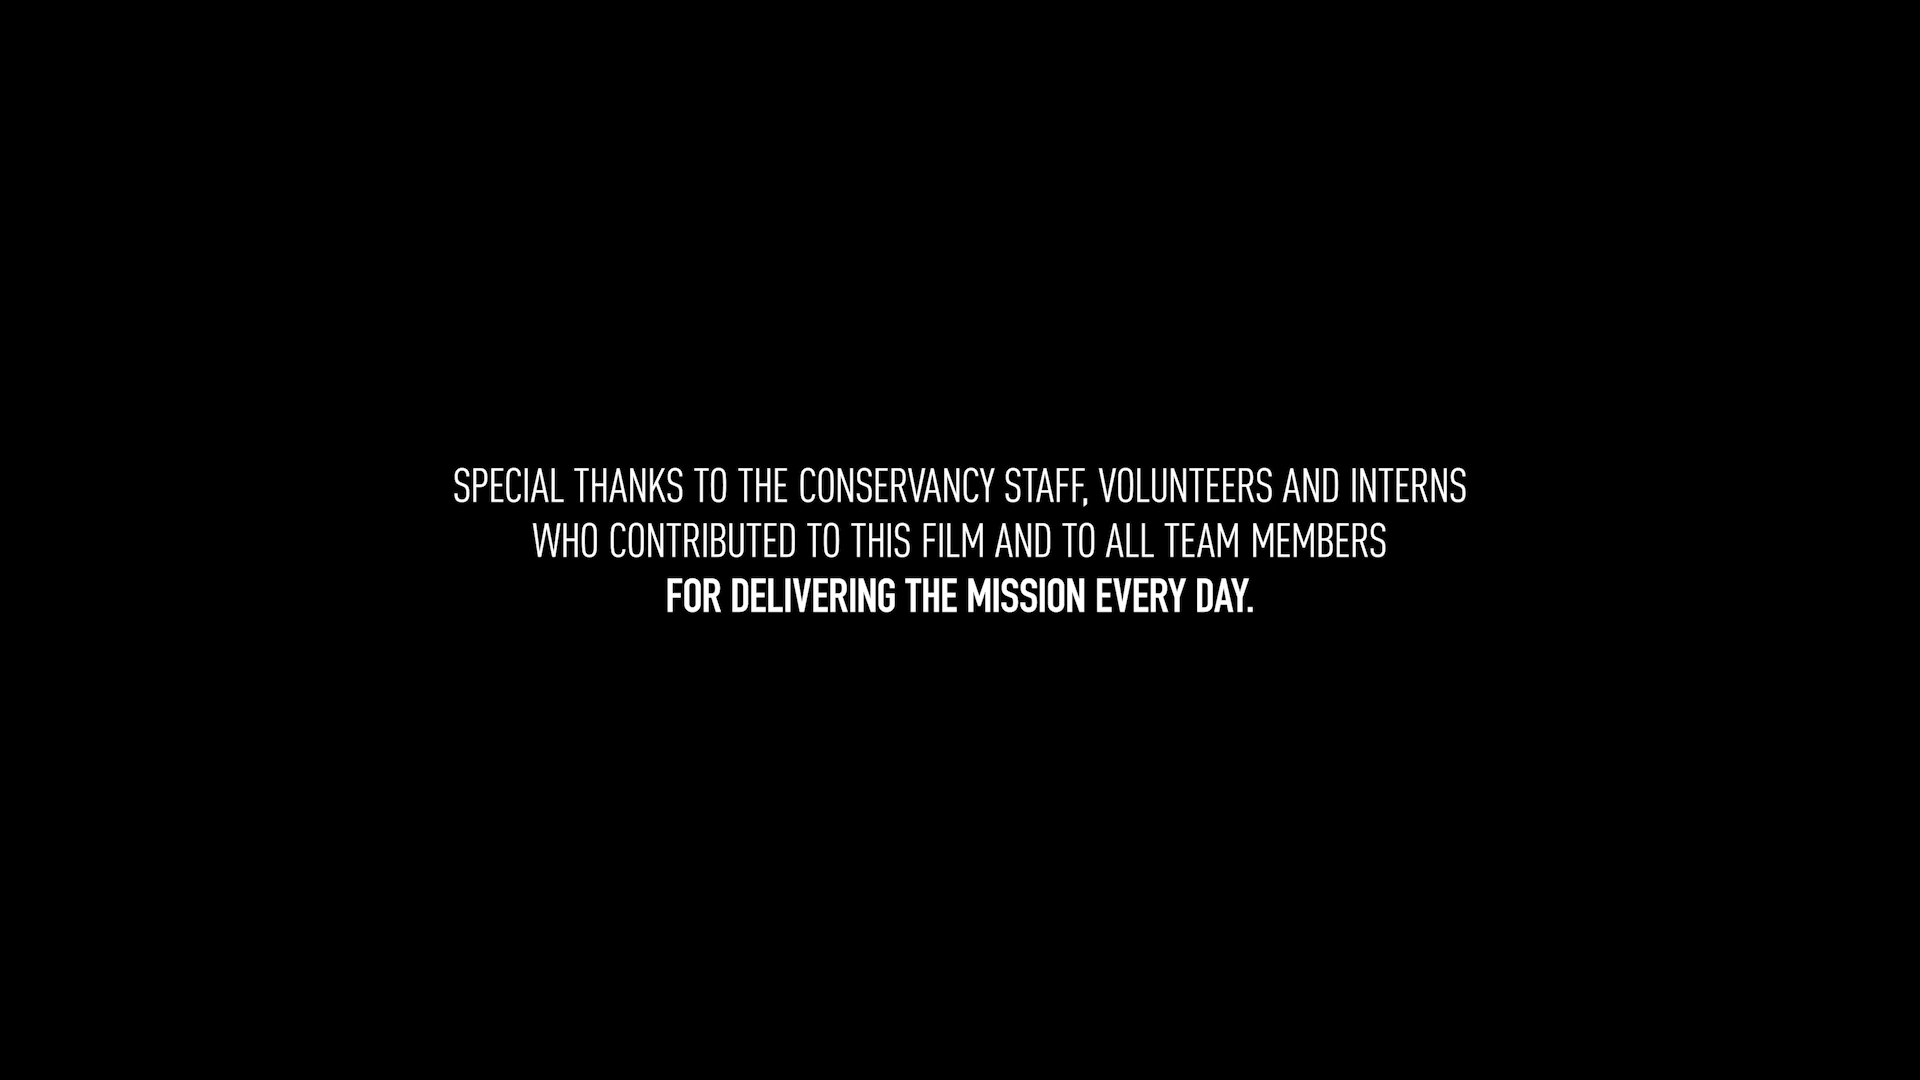 SPECIAL THANKS TO THE CONSERVANCY STAFF, VOLUNTEERS AND INTERNS
WHO CONTRIBUTED TO THIS FILM AND TO ALL TEAM MEMBERS
FOR DELIVERING THE MISSION EVERY DAY.